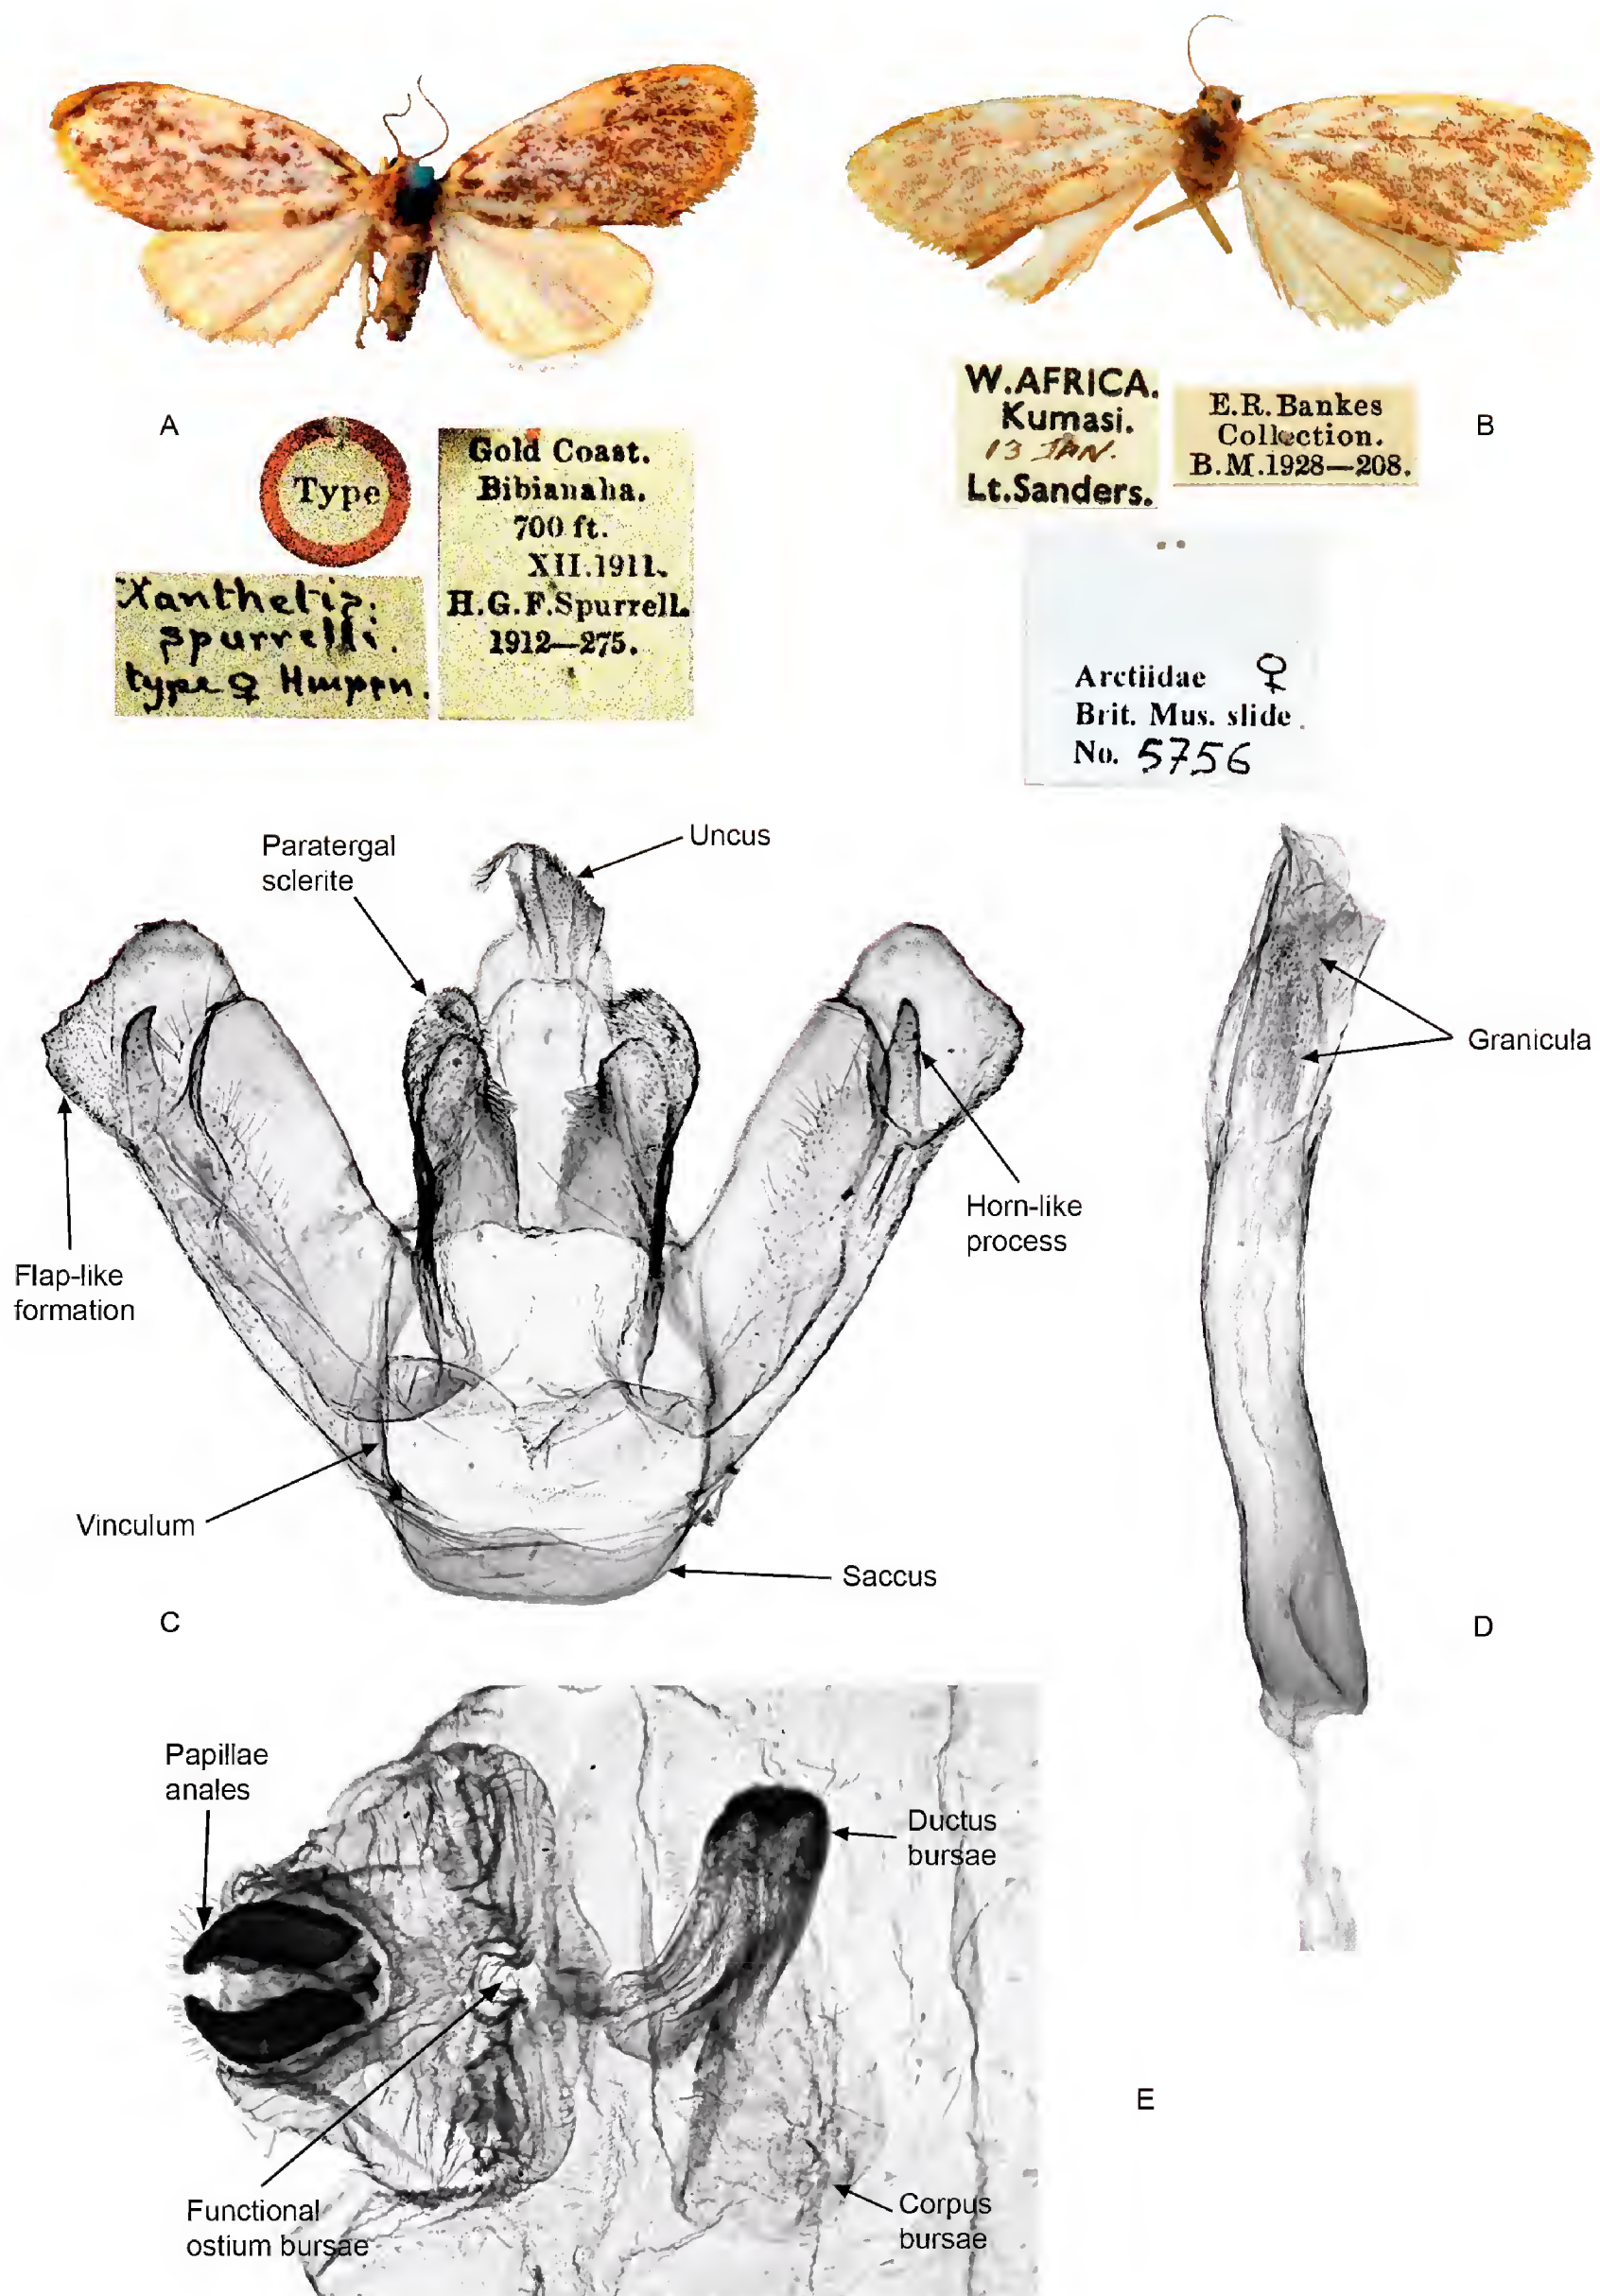 A
Type
Xanthetis.
spurrelli.
type ♀ Hmpsn.
Gold Coast.
Bibianaha.
700 ft.
XII.1911.
H.G.F.Spurrell.
1912—275.
W.AFRICA.
Kumasi.
13 JAN.
Lt.Sanders.
E.R.Bankes
Collection.
B.M.1928—208.
B
Arctiidae ♀
Brit. Mus. slide
No. 5756
Paratergal
sclerite
Uncus
Flap-like
formation
Horn-like
process
Vinculum
Saccus
C
Granicula
D
Papillae
anales
Ductus
bursae
Functional
ostium bursae
Corpus
bursae
E